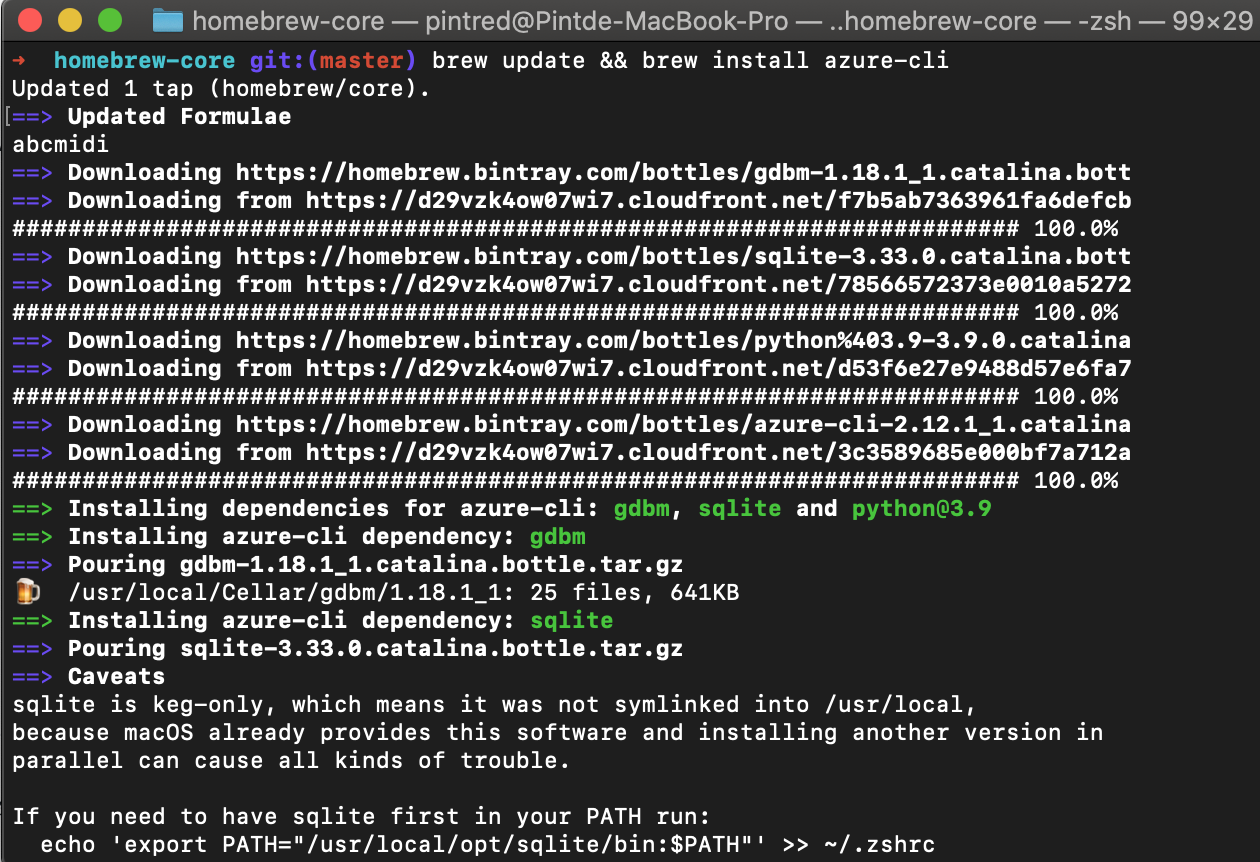 homebrew-core — pintred@Pintde-MacBook-Pro — ..homebrew-core — -zsh — 99×29
➜  homebrew-core git:(master) brew update && brew install azure-cli
Updated 1 tap (homebrew/core).
[==> Updated Formulae
abcmidi
==> Downloading https://homebrew.bintray.com/bottles/gdbm-1.18.1_1.catalina.bott
==> Downloading from https://d29vzk4ow07wi7.cloudfront.net/f7b5ab7363961fa6defcb
######################################################################## 100.0%
==> Downloading https://homebrew.bintray.com/bottles/sqlite-3.33.0.catalina.bott
==> Downloading from https://d29vzk4ow07wi7.cloudfront.net/78566572373e0010a5272
######################################################################## 100.0%
==> Downloading https://homebrew.bintray.com/bottles/python%403.9-3.9.0.catalina
==> Downloading from https://d29vzk4ow07wi7.cloudfront.net/d53f6e27e9488d57e6fa7
######################################################################## 100.0%
==> Downloading https://homebrew.bintray.com/bottles/azure-cli-2.12.1_1.catalina
==> Downloading from https://d29vzk4ow07wi7.cloudfront.net/3c3589685e000bf7a712a
######################################################################## 100.0%
==> Installing dependencies for azure-cli: gdbm, sqlite and python@3.9
==> Installing azure-cli dependency: gdbm
==> Pouring gdbm-1.18.1_1.catalina.bottle.tar.gz
🍺  /usr/local/Cellar/gdbm/1.18.1_1: 25 files, 641KB
==> Installing azure-cli dependency: sqlite
==> Pouring sqlite-3.33.0.catalina.bottle.tar.gz
==> Caveats
sqlite is keg-only, which means it was not symlinked into /usr/local,
because macOS already provides this software and installing another version in
parallel can cause all kinds of trouble.

If you need to have sqlite first in your PATH run:
  echo 'export PATH="/usr/local/opt/sqlite/bin:$PATH"' >> ~/.zshrc